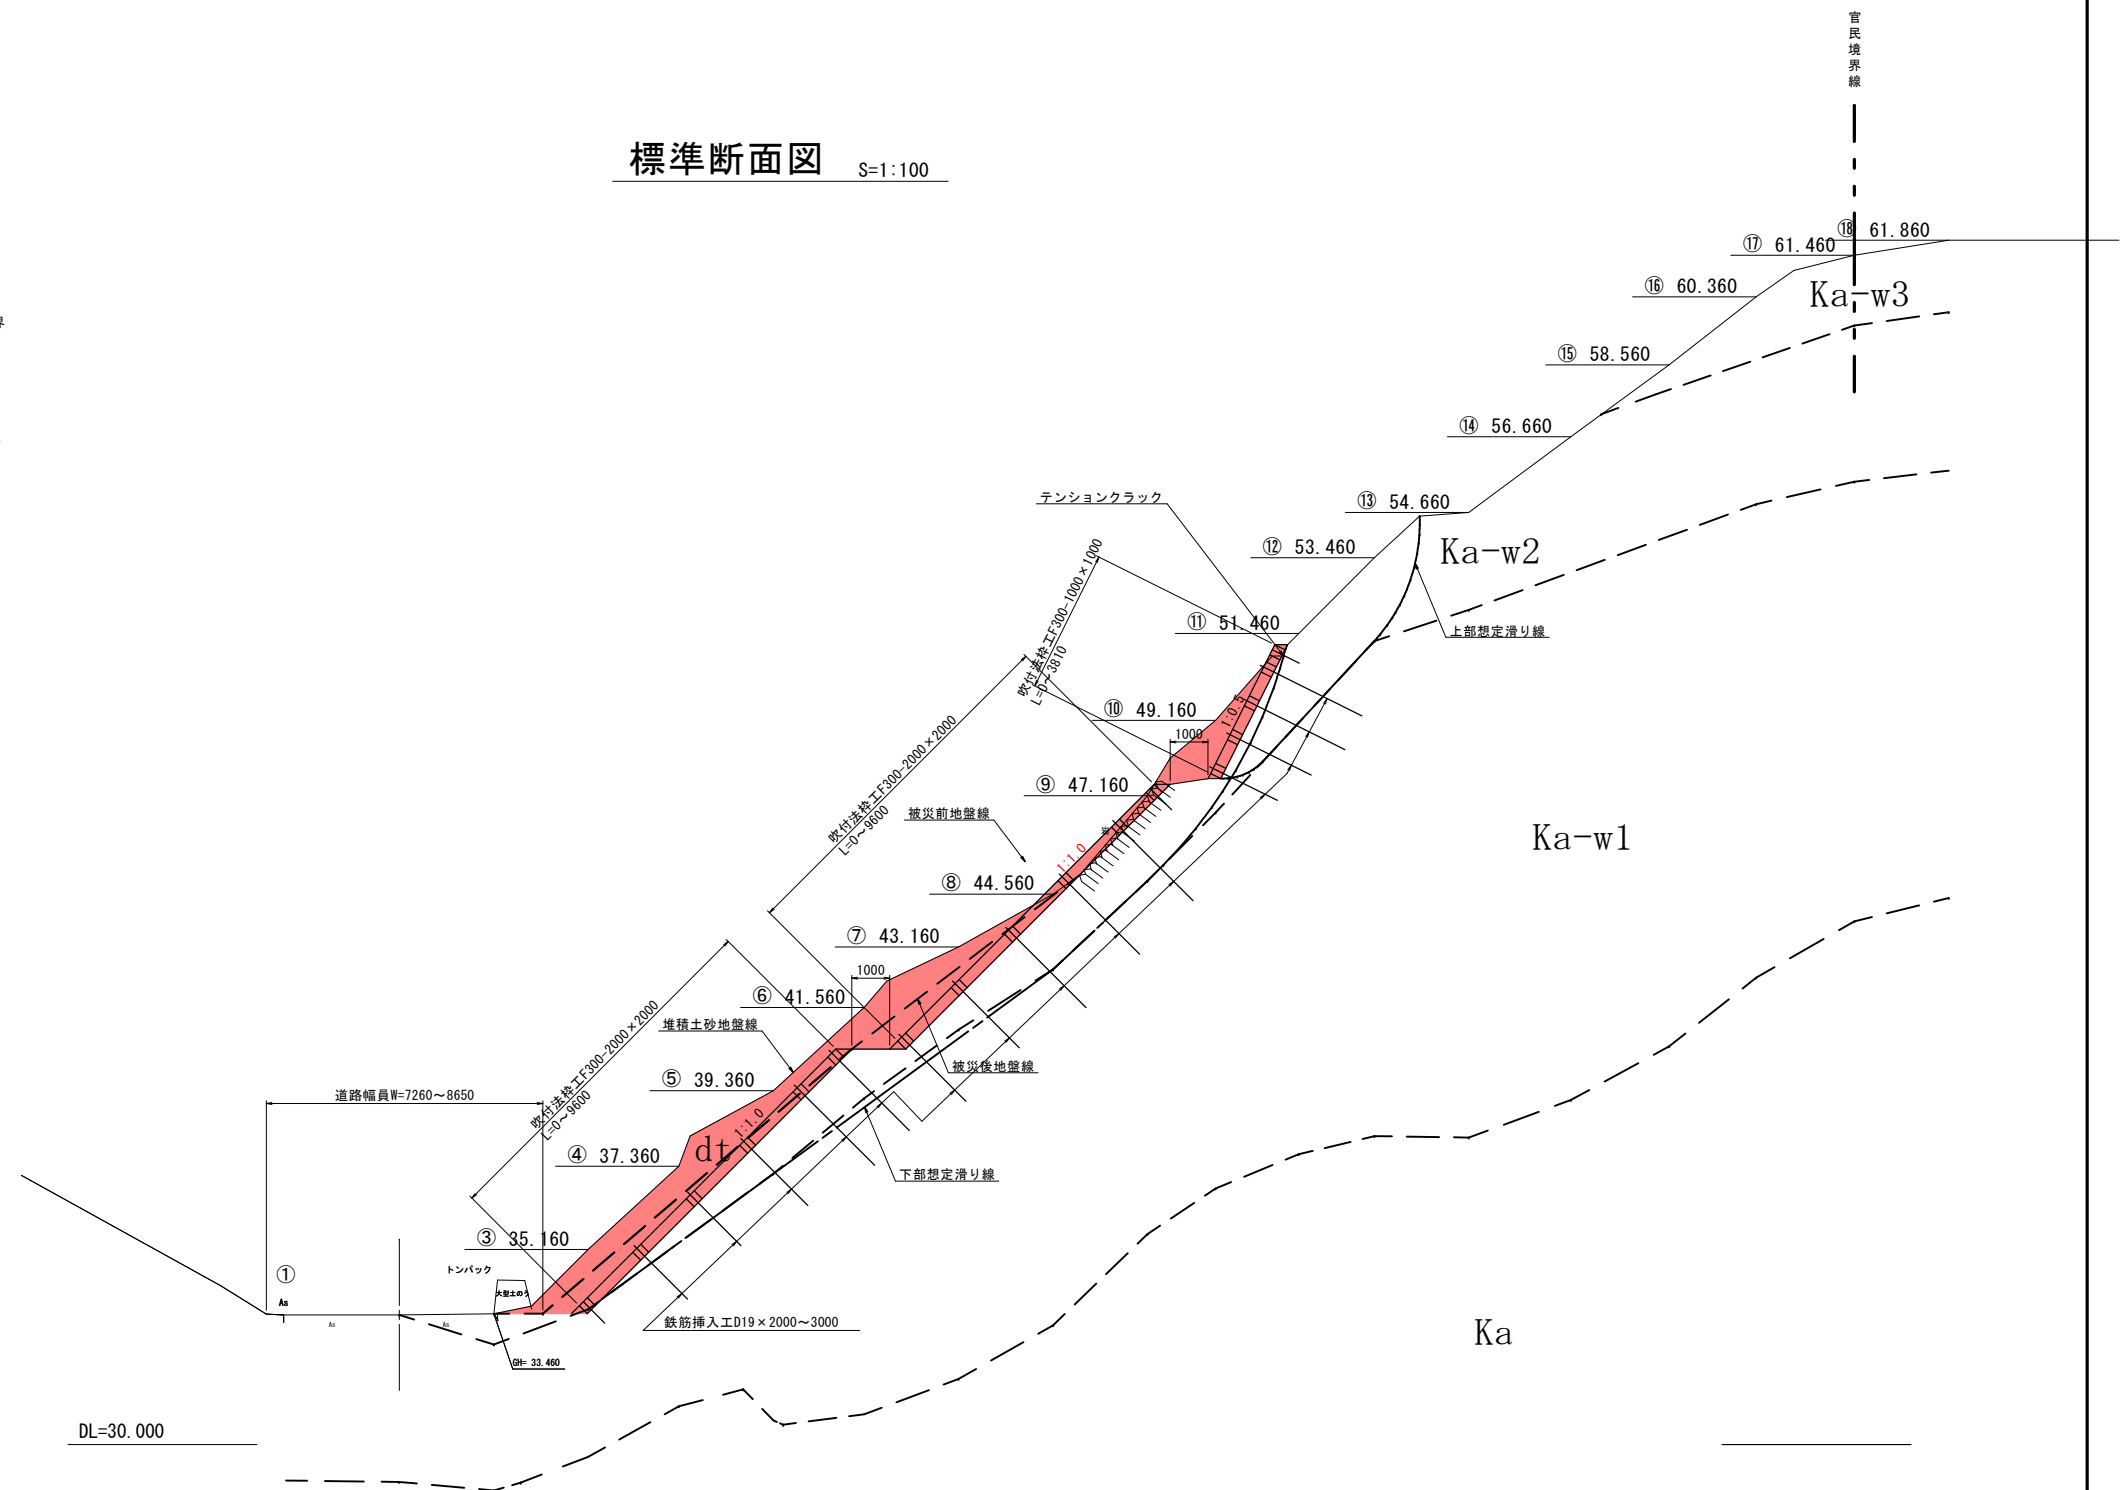 官民境界線
標準断面図 S=1:100
⑱ 61.860
⑰ 61.460
⑯ 60.360
Ka-w3
⑮ 58.560
⑭ 56.660
テンションクラック
⑬ 54.660
⑫ 53.460
Ka-w2
吹付法枠工F300-1000×1000
L=0～3810
⑪ 51.460
上部想定滑り線
⑩ 49.160
1:0.5
1000
吹付法枠工F300-2000×2000
L=0～9600
⑨ 47.160
被災前地盤線
Ka-w1
1:1.0
⑧ 44.560
⑦ 43.160
1000
⑥ 41.560
堆積土砂地盤線
被災後地盤線
吹付法枠工F300-2000×2000
L=0～9600
⑤ 39.360
道路幅員W=7260～8650
1:1.0
dt
④ 37.360
下部想定滑り線
③ 35.160
トンパック
①
大型土のう
As
As
As
鉄筋挿入工D19×2000～3000
Ka
GH= 33.460
DL=30.000